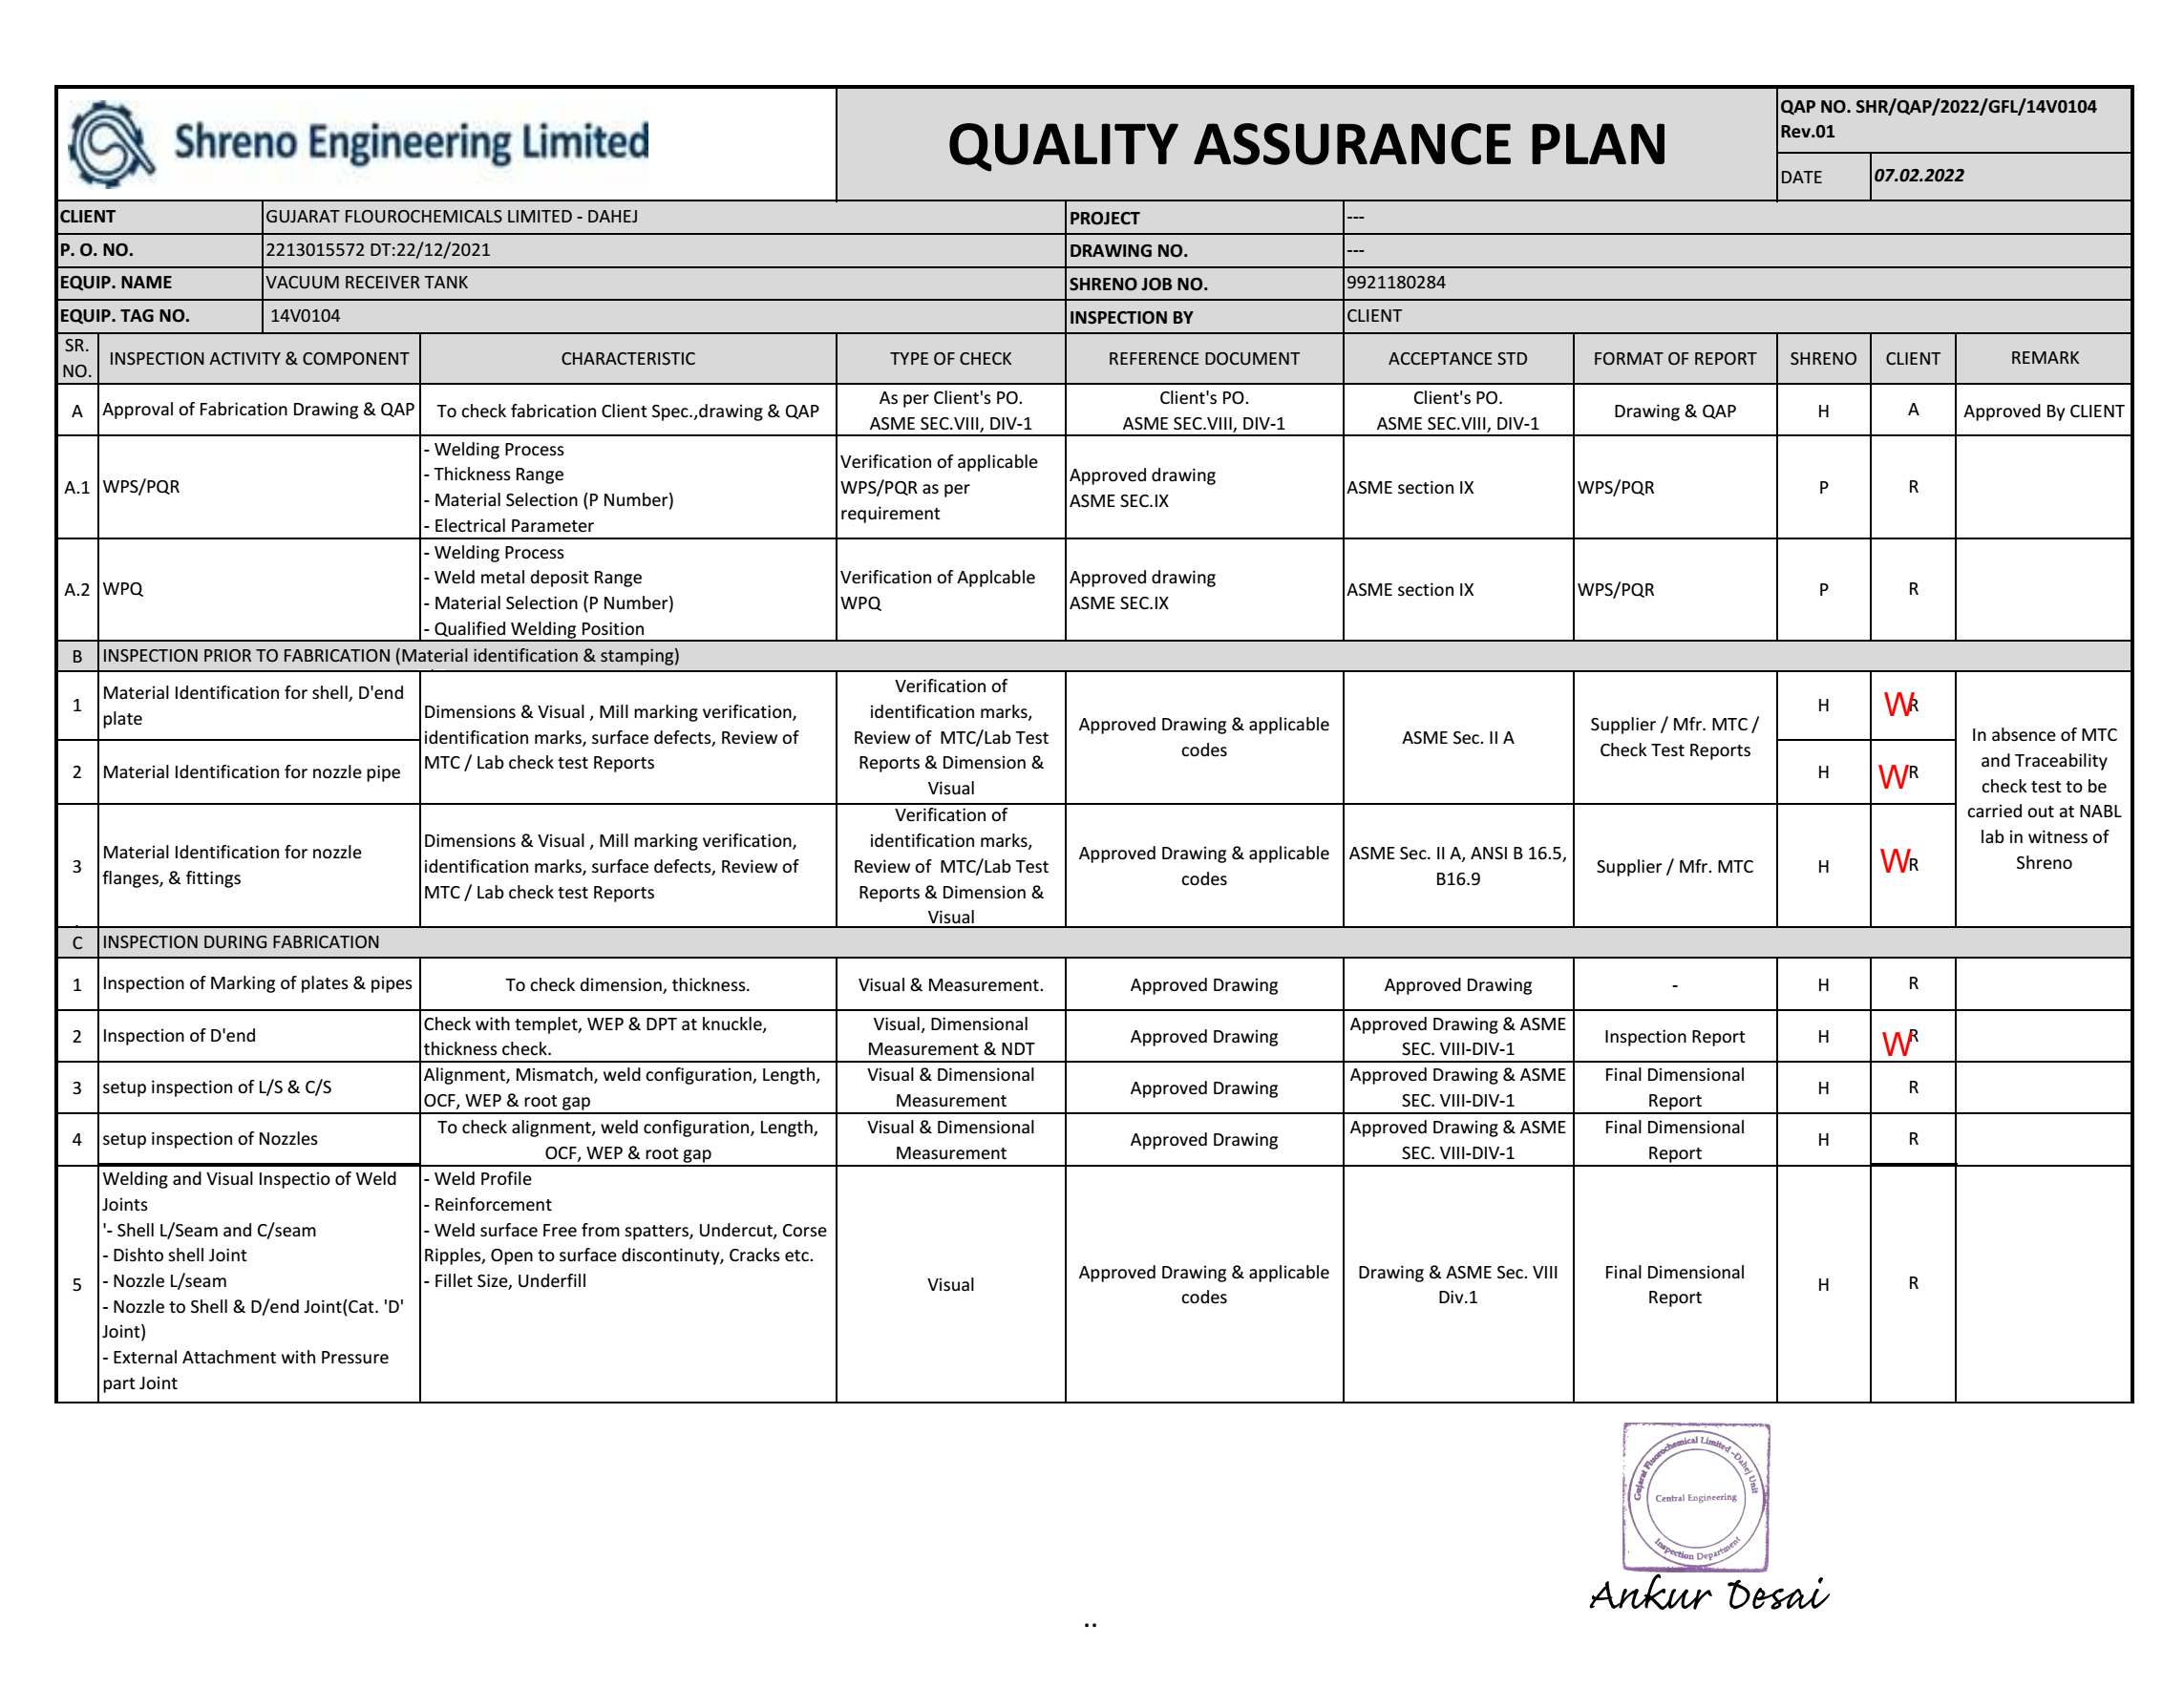 Shreno Engineering Limited
QUALITY ASSURANCE PLAN
QAP NO. SHR/QAP/2022/GFL/14V0104
Rev.01
DATE 07.02.2022
CLIENT GUJARAT FLOUROCHEMICALS LIMITED - DAHEJ PROJECT ---
P. O. NO. 2213015572 DT:22/12/2021 DRAWING NO. ---
EQUIP. NAME VACUUM RECEIVER TANK SHRENO JOB NO. 9921180284
EQUIP. TAG NO. 14V0104 INSPECTION BY CLIENT
SR.
NO.
INSPECTION ACTIVITY & COMPONENT
CHARACTERISTIC
TYPE OF CHECK
REFERENCE DOCUMENT
ACCEPTANCE STD
FORMAT OF REPORT
SHRENO
CLIENT
REMARK
A
Approval of Fabrication Drawing & QAP
To check fabrication Client Spec.,drawing & QAP
As per Client's PO.
ASME SEC.VIII, DIV-1
Client's PO.
ASME SEC.VIII, DIV-1
Client's PO.
ASME SEC.VIII, DIV-1
Drawing & QAP
H
A
Approved By CLIENT
A.1
WPS/PQR
- Welding Process
- Thickness Range
- Material Selection (P Number)
- Electrical Parameter
Verification of applicable
WPS/PQR as per
requirement
Approved drawing
ASME SEC.IX
ASME section IX
WPS/PQR
P
R
A.2
WPQ
- Welding Process
- Weld metal deposit Range
- Material Selection (P Number)
- Qualified Welding Position
Verification of Applcable
WPQ
Approved drawing
ASME SEC.IX
ASME section IX
WPS/PQR
P
R
B INSPECTION PRIOR TO FABRICATION (Material identification & stamping)
1
Material Identification for shell, D'end
plate
Dimensions & Visual , Mill marking verification,
identification marks, surface defects, Review of
MTC / Lab check test Reports
Verification of
identification marks,
Review of MTC/Lab Test
Reports & Dimension &
Visual
Approved Drawing & applicable
codes
ASME Sec. II A
Supplier / Mfr. MTC /
Check Test Reports
H
WR
In absence of MTC
and Traceability
check test to be
carried out at NABL
lab in witness of
Shreno
2
Material Identification for nozzle pipe
H
WR
3
Material Identification for nozzle
flanges, & fittings
Dimensions & Visual , Mill marking verification,
identification marks, surface defects, Review of
MTC / Lab check test Reports
Verification of
identification marks,
Review of MTC/Lab Test
Reports & Dimension &
Visual
Approved Drawing & applicable
codes
ASME Sec. II A, ANSI B 16.5,
B16.9
Supplier / Mfr. MTC
H
WR
C INSPECTION DURING FABRICATION
1
Inspection of Marking of plates & pipes
To check dimension, thickness.
Visual & Measurement.
Approved Drawing
Approved Drawing
-
H
R
2
Inspection of D'end
Check with templet, WEP & DPT at knuckle,
thickness check.
Visual, Dimensional
Measurement & NDT
Approved Drawing
Approved Drawing & ASME
SEC. VIII-DIV-1
Inspection Report
H
WR
3
setup inspection of L/S & C/S
Alignment, Mismatch, weld configuration, Length,
OCF, WEP & root gap
Visual & Dimensional
Measurement
Approved Drawing
Approved Drawing & ASME
SEC. VIII-DIV-1
Final Dimensional
Report
H
R
4
setup inspection of Nozzles
To check alignment, weld configuration, Length,
OCF, WEP & root gap
Visual & Dimensional
Measurement
Approved Drawing
Approved Drawing & ASME
SEC. VIII-DIV-1
Final Dimensional
Report
H
R
5
Welding and Visual Inspectio of Weld
Joints
'- Shell L/Seam and C/seam
- Dishto shell Joint
- Nozzle L/seam
- Nozzle to Shell & D/end Joint(Cat. 'D'
Joint)
- External Attachment with Pressure
part Joint
- Weld Profile
- Reinforcement
- Weld surface Free from spatters, Undercut, Corse
Ripples, Open to surface discontinuty, Cracks etc.
- Fillet Size, Underfill
Visual
Approved Drawing & applicable
codes
Drawing & ASME Sec. VIII
Div.1
Final Dimensional
Report
H
R
Gujarat Fluorochemical Limited -Dahej Unit
Central Engineering
Inspection Department
Ankur Desai
..